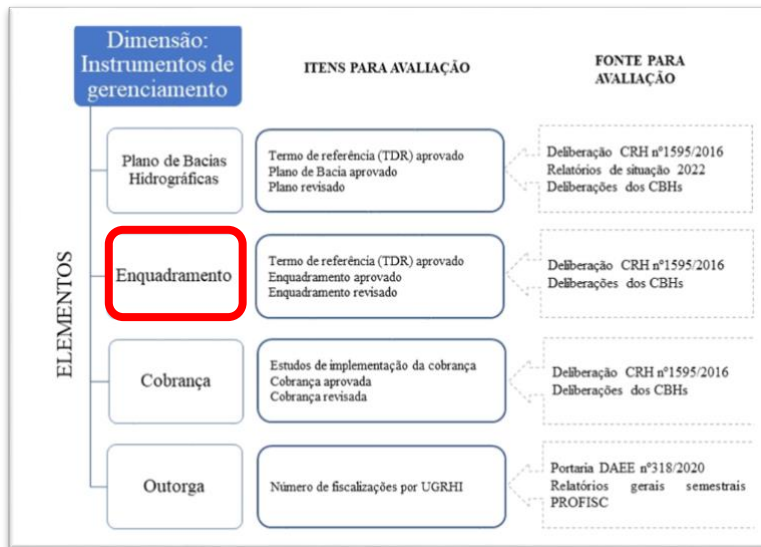 Dimensão:
Instrumentos de
gerenciamento
ITENS PARA AVALIAÇÃO
FONTE PARA
AVALIAÇÃO
ELEMENTOS
Plano de Bacias
Hidrográficas
Termo de referência (TDR) aprovado
Plano de Bacia aprovado
Plano revisado
Deliberação CRH nº1595/2016
Relatórios de situação 2022
Deliberações dos CBHs
Enquadramento
Termo de referência (TDR) aprovado
Enquadramento aprovado
Enquadramento revisado
Deliberação CRH nº1595/2016
Deliberações dos CBHs
Cobrança
Estudos de implementação da cobrança
Cobrança aprovada
Cobrança revisada
Deliberação CRH nº1595/2016
Deliberações dos CBHs
Outorga
Número de fiscalizações por UGRHI
Portaria DAEE nº318/2020
Relatórios gerais semestrais
PROFISC